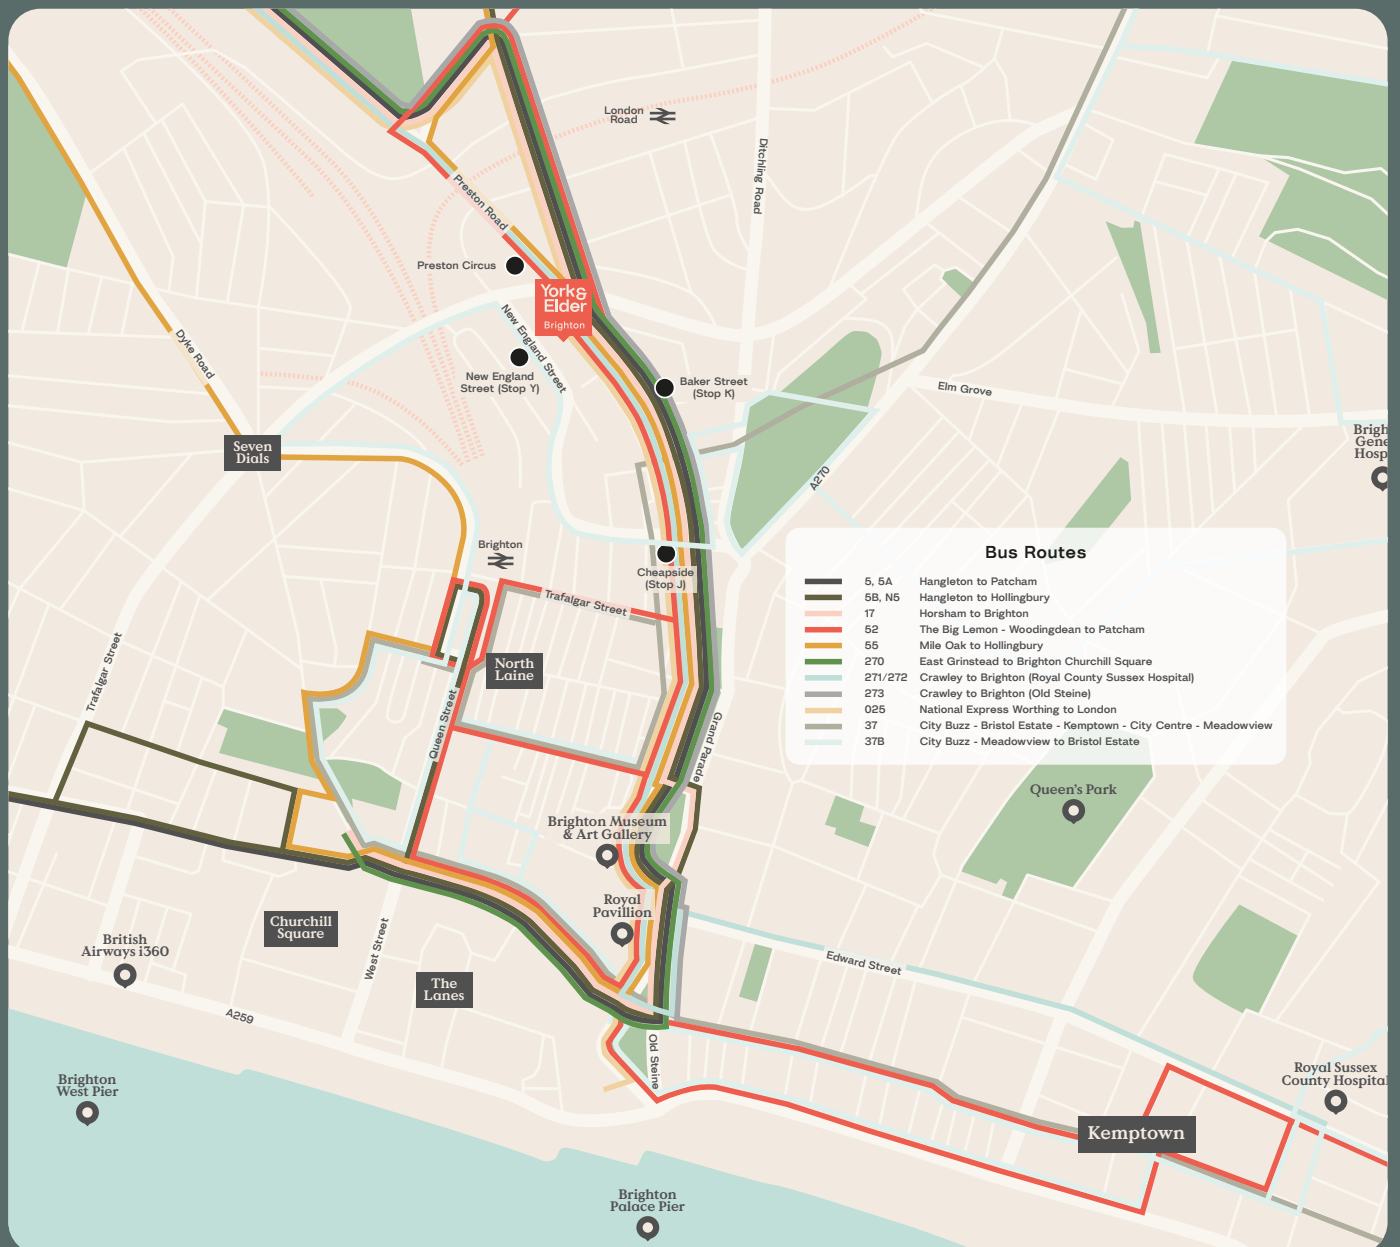 London
Road
Ditchling Road
Preston Road
Preston Circus
York&
Elder
Brighton
New England Street
New England
Street (Stop Y)
Dyke Road
Baker Street
(Stop K)
Elm Grove
Seven
Dials
Brigh
Gene
Hosp
A270
Brighton
Cheapside
(Stop J)
Trafalgar Street
Bus Routes
5, 5A Hangleton to Patcham
5B, N5 Hangleton to Hollingbury
17 Horsham to Brighton
52 The Big Lemon - Woodingdean to Patcham
55 Mile Oak to Hollingbury
270 East Grinstead to Brighton Churchill Square
271/272 Crawley to Brighton (Royal County Sussex Hospital)
273 Crawley to Brighton (Old Steine)
025 National Express Worthing to London
37 City Buzz - Bristol Estate - Kemptown - City Centre - Meadowview
37B City Buzz - Meadowview to Bristol Estate
Trafalgar Street
North
Laine
Queen Street
Grand Parade
Queen's Park
Brighton Museum
& Art Gallery
Royal
Pavillion
Churchill
Square
British
Airways i360
West Street
The
Lanes
Edward Street
A259
Old Steine
Brighton
West Pier
Royal Sussex
County Hospital
Kemptown
Brighton
Palace Pier